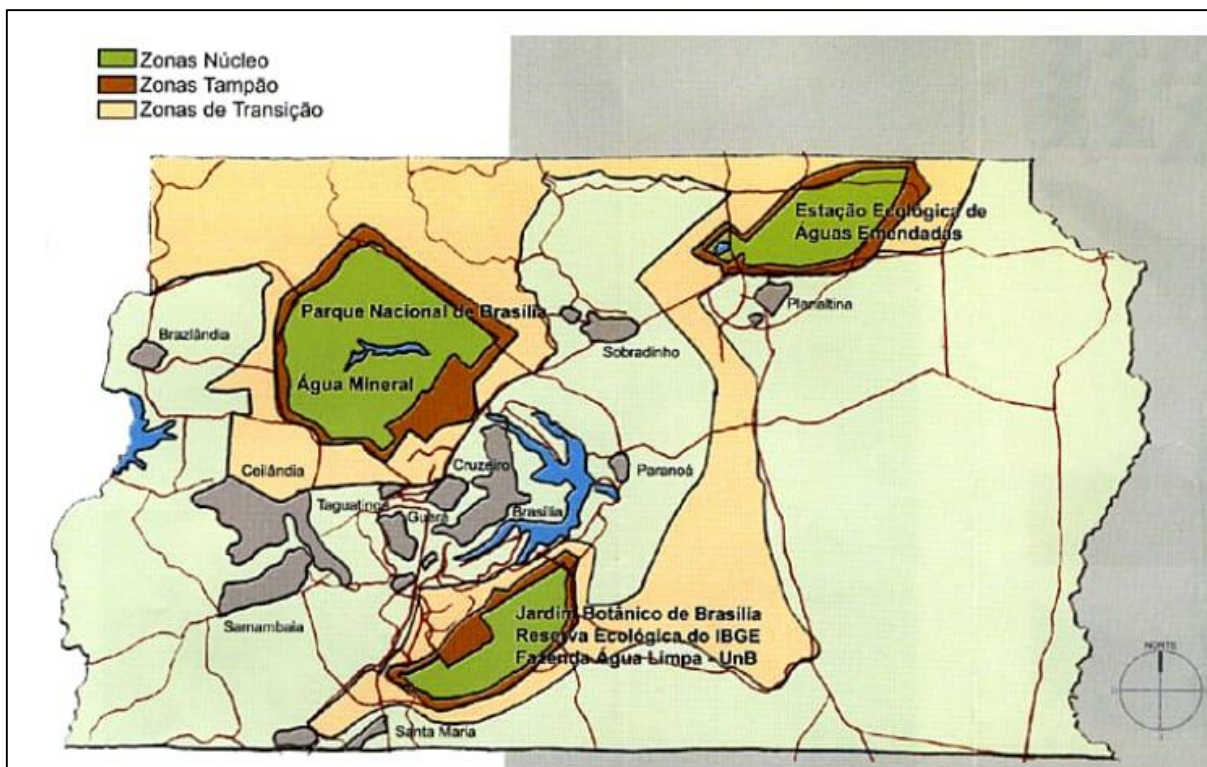 Zonas Núcleo
Zonas Tampão
Zonas de Transição
Estação Ecológica de
Águas Emendadas
Parque Nacional de Brasília
Planaltina
Brazlândia
Sobradinho
Água Mineral
Ceilândia
Cruzeiro
Paranoá
Taguatinga
Guará
Brasília
Jardim Botânico de Brasília
Reserva Ecológica do IBGE
Fazenda Água Limpa - UnB
Samambaia
Santa Maria
NORTE